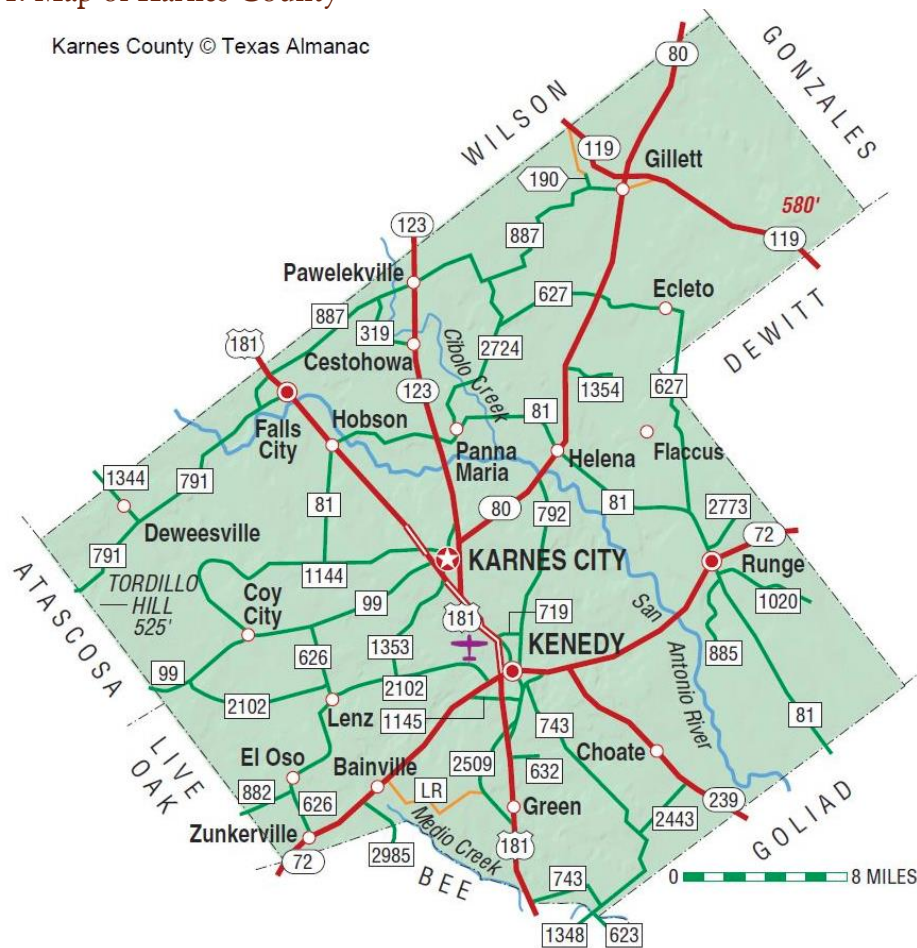 Karnes County © Texas Almanac
GONZALES
80
WILSON
119
Gillett
190
580'
123
887
119
Pawelekville
Ecleto
627
DEWITT
887
319
181
Cestohowa
2724
Cibolo Creek
1354
627
123
Hobson
81
Falls
City
Panna
Maria
Helena
Flaccus
1344
791
81
80
792
81
2773
Deweesville
72
791
KARNES CITY
Runge
TORDILLO
HILL
525'
1144
Coy
City
99
San
Antonio River
1020
ATASCOSA
181
719
626
1353
KENEDY
885
99
2102
2102
Lenz
1145
743
81
LIVE
OAK
El Oso
Bainville
2509
Choate
632
882
LR
626
Green
239
2443
Zunkerville
Medio Creek
GOLIAD
181
72
2985
BEE
743
0
8 MILES
1348
623